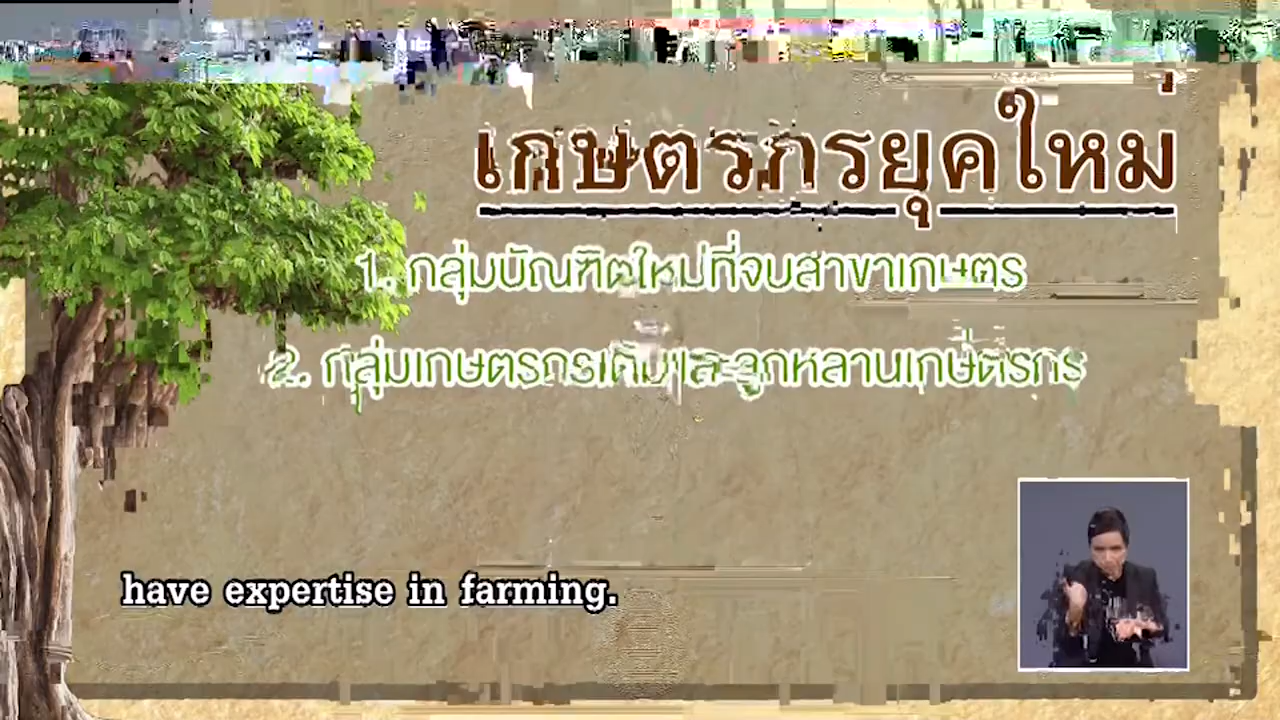 เกษตรกรยุคใหม่
1. กลุ่มบัณฑิตใหม่ที่จบสาขาเกษตร
2. กลุ่มเกษตรกรเดิมและลูกหลานเกษตรกร
have expertise in farming.